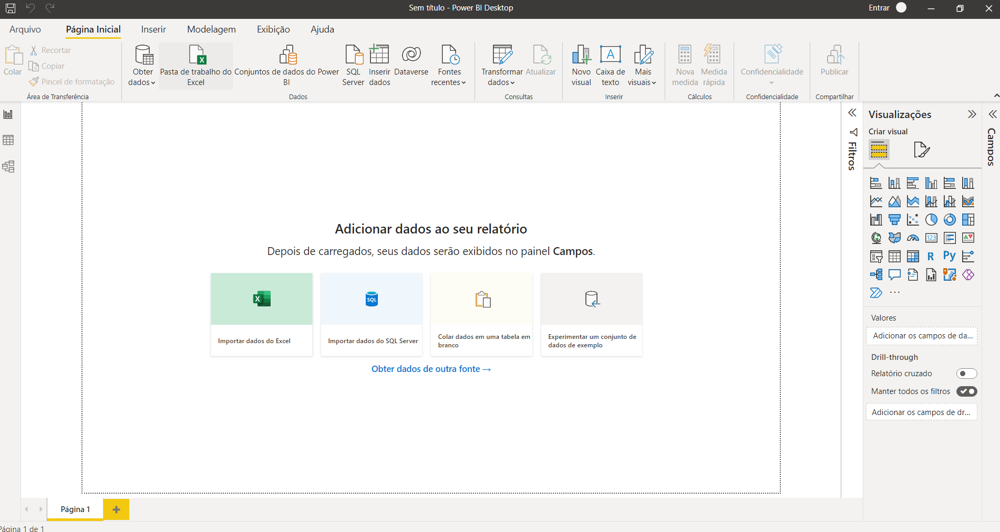 Sem título - Power BI Desktop
Entrar
Arquivo
Página Inicial
Inserir
Modelagem
Exibição
Ajuda
Colar
Recortar
Copiar
Pincel de formatação
Área de Transferência
Obter
dados
Pasta de trabalho do
Excel
Conjuntos de dados do Power
BI
SQL
Server
Inserir
dados
Dataverse
Fontes
recentes
Dados
Transformar
dados
Atualizar
Consultas
Novo
visual
Caixa de
texto
Mais
visuais
Inserir
Nova
medida
Medida
rápida
Cálculos
Confidencialidade
Confidencialidade
Publicar
Compartilhar
Filtros
Visualizações
Criar visual
Campos
123
R
Py
Valores
Adicionar os campos de da...
Drill-through
Relatório cruzado
Manter todos os filtros
Adicionar os campos de dr...
Adicionar dados ao seu relatório
Depois de carregados, seus dados serão exibidos no painel Campos.
SQL
Importar dados do Excel
Importar dados do SQL Server
Colar dados em uma tabela em
branco
Experimentar um conjunto de
dados de exemplo
Obter dados de outra fonte →
Página 1
Página 1 de 1